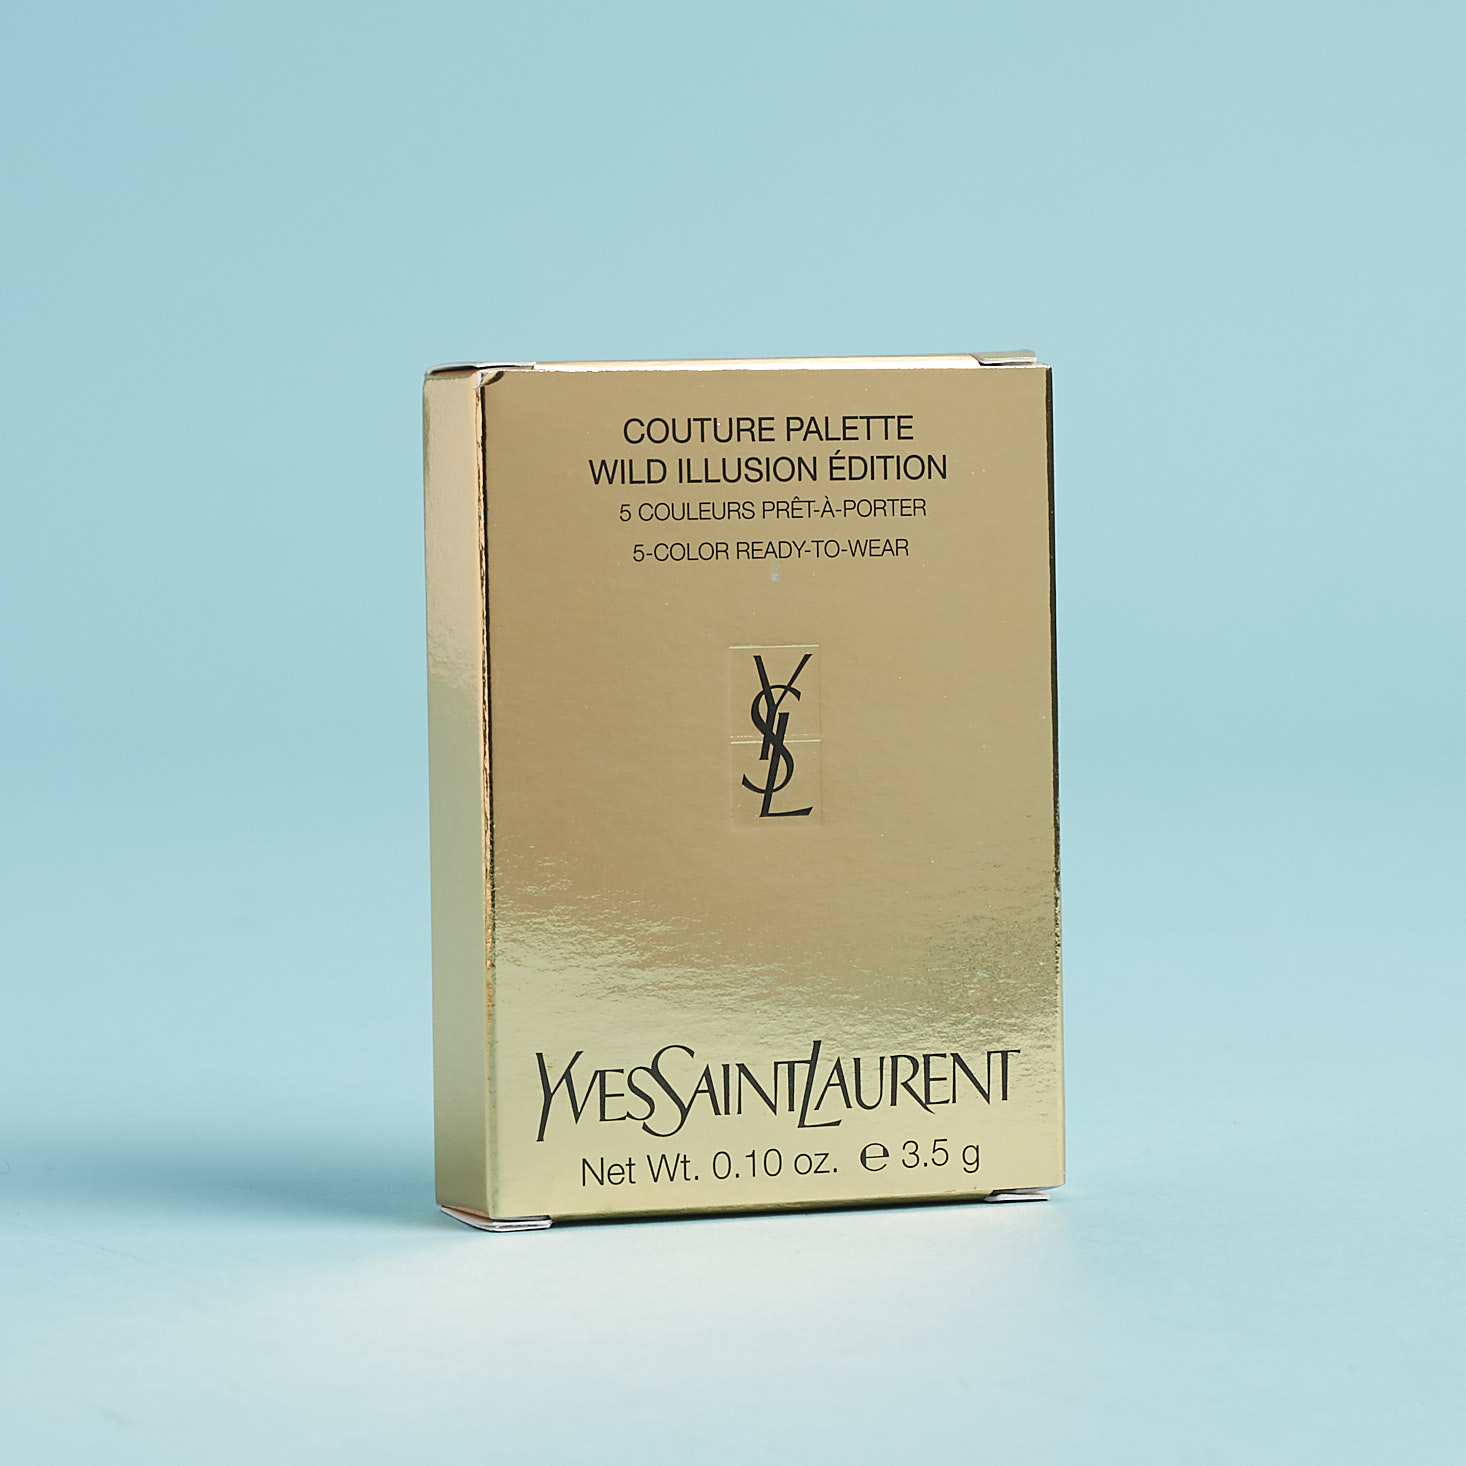 COUTURE PALETTE
WILD ILLUSION ÉDITION
5 COULEURS PRÊT-À-PORTER
5-COLOR READY-TO-WEAR
YSL
YVESSAINTLAURENT
Net Wt. 0.10 oz. ℮ 3.5 g